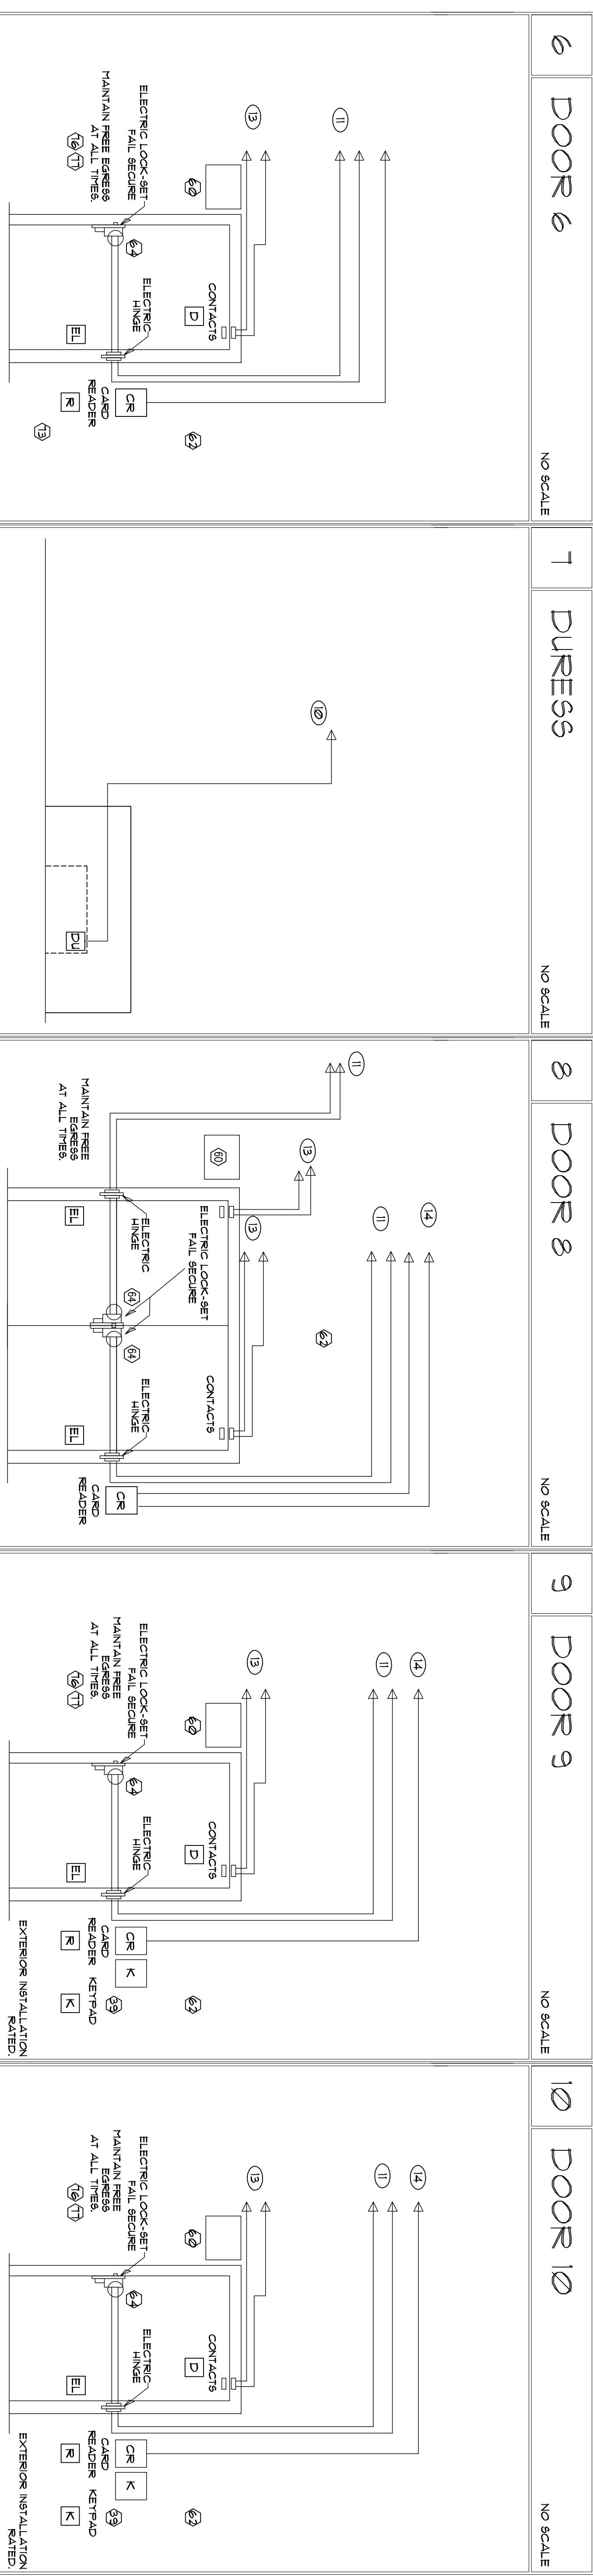 6
DOOR 6
NO SCALE
11
13
60
ELECTRIC LOCK-SET
FAIL SECURE
MAINTAIN FREE EGRESS
AT ALL TIMES.
76
77
64
ELECTRIC
HINGE
CONTACTS
D
EL
CR
CARD
READER
R
62
73
7
DURESS
NO SCALE
10
DU
8
DOOR 8
NO SCALE
11
13
14
11
13
60
MAINTAIN FREE
EGRESS
AT ALL TIMES.
ELECTRIC LOCK-SET
FAIL SECURE
ELECTRIC
HINGE
EL
64
64
62
CONTACTS
ELECTRIC
HINGE
EL
CR
CARD
READER
9
DOOR 9
NO SCALE
14
11
13
60
ELECTRIC LOCK-SET
FAIL SECURE
MAINTAIN FREE
EGRESS
AT ALL TIMES.
76
77
64
CONTACTS
D
ELECTRIC
HINGE
EL
CR
K
CARD
READER
KEYPAD
R
K
39
62
EXTERIOR INSTALLATION
RATED.
10
DOOR 10
NO SCALE
14
11
13
60
ELECTRIC LOCK-SET
FAIL SECURE
MAINTAIN FREE
EGRESS
AT ALL TIMES.
76
77
64
CONTACTS
D
ELECTRIC
HINGE
EL
CR
K
CARD
READER
KEYPAD
R
K
39
62
EXTERIOR INSTALLATION
RATED.